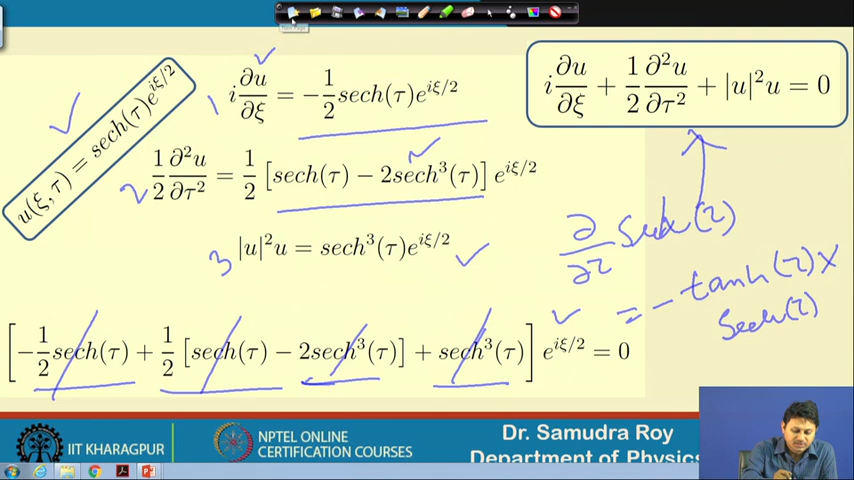 New Page
u(ξ, τ) = sech(τ)e^{iξ/2}
i ∂u/∂ξ = −1/2 sech(τ)e^{iξ/2}
i ∂u/∂ξ + 1/2 ∂²u/∂τ² + |u|²u = 0
1
2 1/2 ∂²u/∂τ² = 1/2 [sech(τ) − 2sech³(τ)] e^{iξ/2}
3 |u|²u = sech³(τ)e^{iξ/2}
∂/∂τ Sech(τ)
= − tanh(τ) ×
Sech(τ)
[−1/2 sech(τ) + 1/2 [sech(τ) − 2sech³(τ)] + sech³(τ)] e^{iξ/2} = 0
IIT KHARAGPUR
NPTEL ONLINE
CERTIFICATION COURSES
Dr. Samudra Roy
Department of Physics